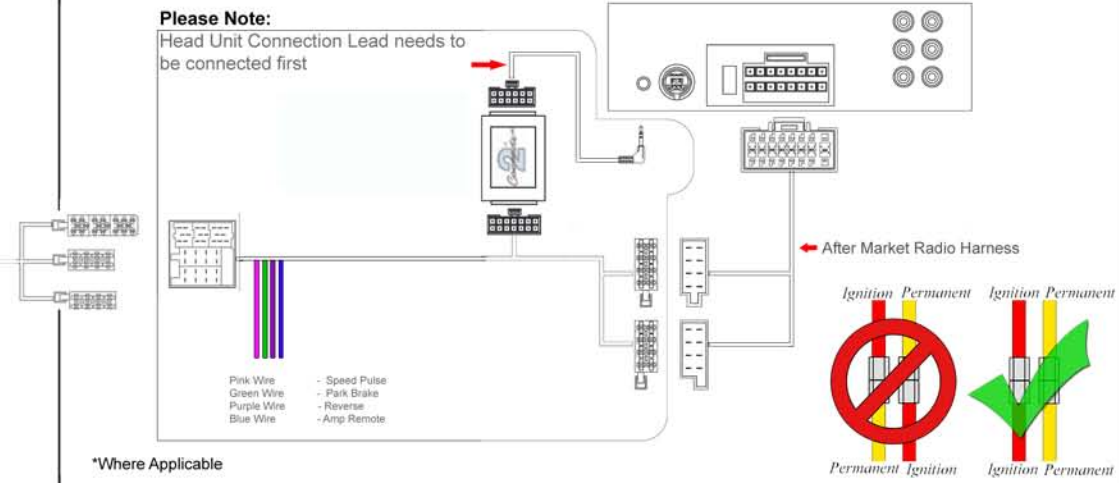 Please Note:
Head Unit Connection Lead needs to
be connected first
Connects 2
After Market Radio Harness
Ignition Permanent Ignition Permanent
Pink Wire - Speed Pulse
Green Wire - Park Brake
Purple Wire - Reverse
Blue Wire - Amp Remote
*Where Applicable
Permanent Ignition Ignition Permanent